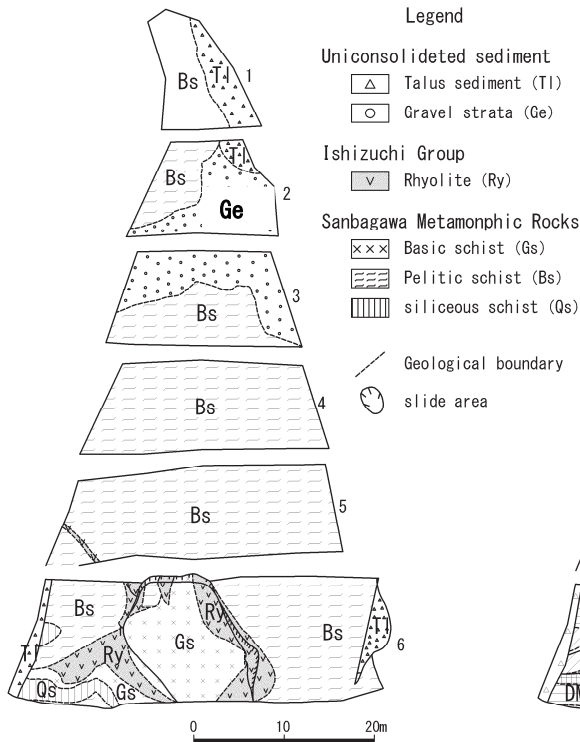 Legend
Uniconsolideted sediment
Talus sediment (Tl)
Gravel strata (Ge)
Ishizuchi Group
Rhyolite (Ry)
Sanbagawa Metamonphic Rocks
Basic schist (Gs)
Pelitic schist (Bs)
siliceous schist (Qs)
Geological boundary
slide area
Bs Tl 1
Bs Tl 2
Ge
3
Bs
Bs 4
Bs 5
Bs Ry
Gs Bs Tl 6
Tl Ry
Qs Gs
0 10 20m